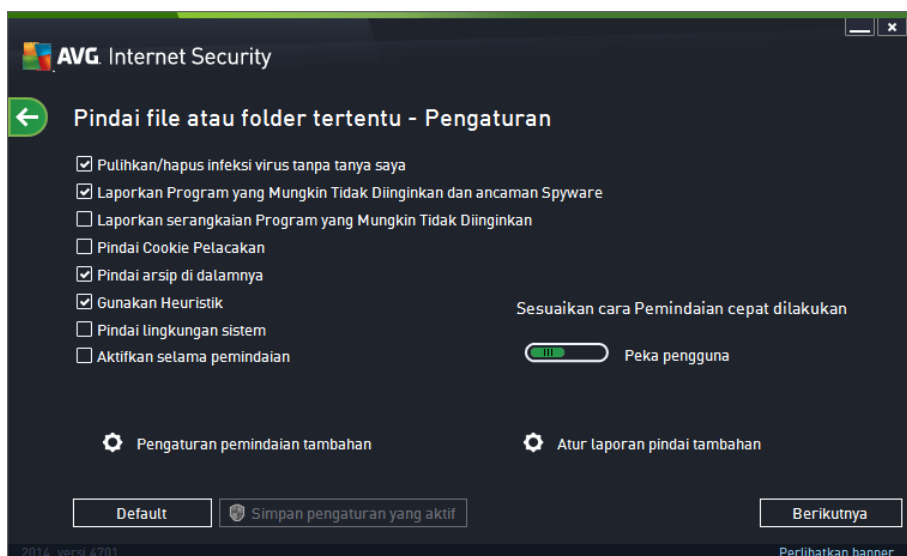 AVG. Internet Security
Pindai file atau folder tertentu - Pengaturan
Pulihkan/hapus infeksi virus tanpa tanya saya
Laporkan Program yang Mungkin Tidak Diinginkan dan ancaman Spyware
Laporkan serangkaian Program yang Mungkin Tidak Diinginkan
Pindai Cookie Pelacakan
Pindai arsip di dalamnya
Gunakan Heuristik
Pindai lingkungan sistem
Aktifkan selama pemindaian
Sesuaikan cara Pemindaian cepat dilakukan
Peka pengguna
Pengaturan pemindaian tambahan
Atur laporan pindai tambahan
Default
Simpan pengaturan yang aktif
Berikutnya
2014 versi 4701
Perlihatkan banner